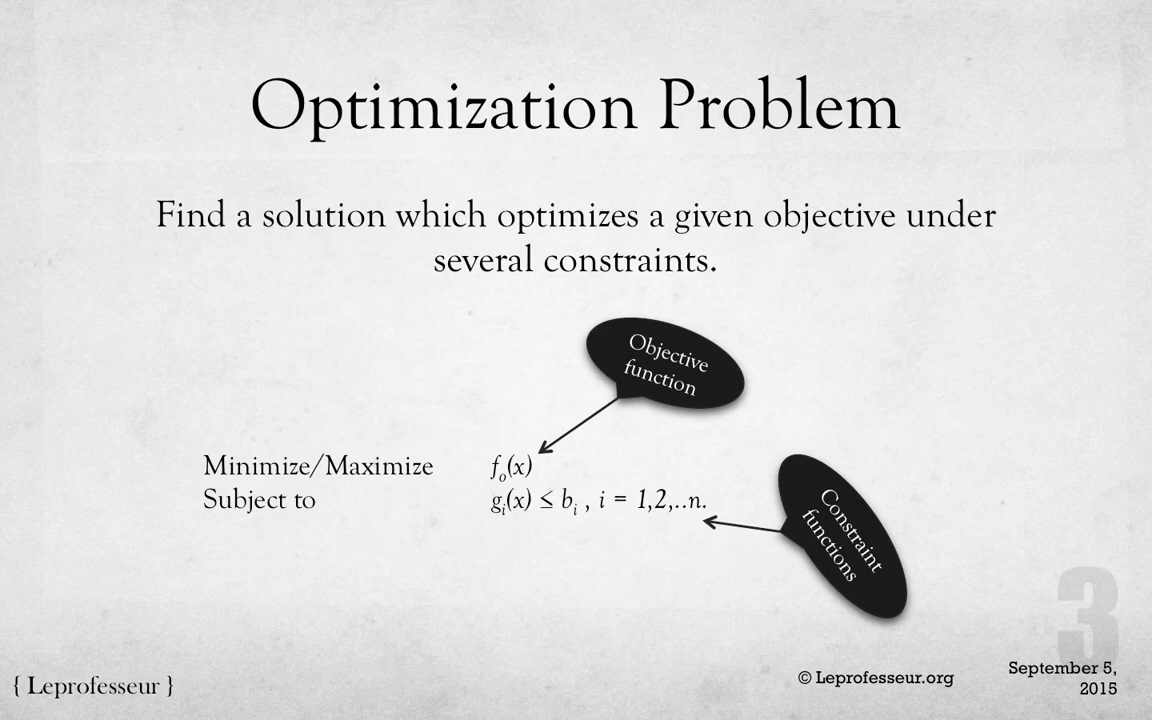 Optimization Problem
Find a solution which optimizes a given objective under
several constraints.
Objective
function
Minimize/Maximize f₀(x)
Subject to gᵢ(x) ≤ bᵢ , i = 1,2,..n.
Constraint
functions
3
{ Leprofesseur }
© Leprofesseur.org
September 5,
2015